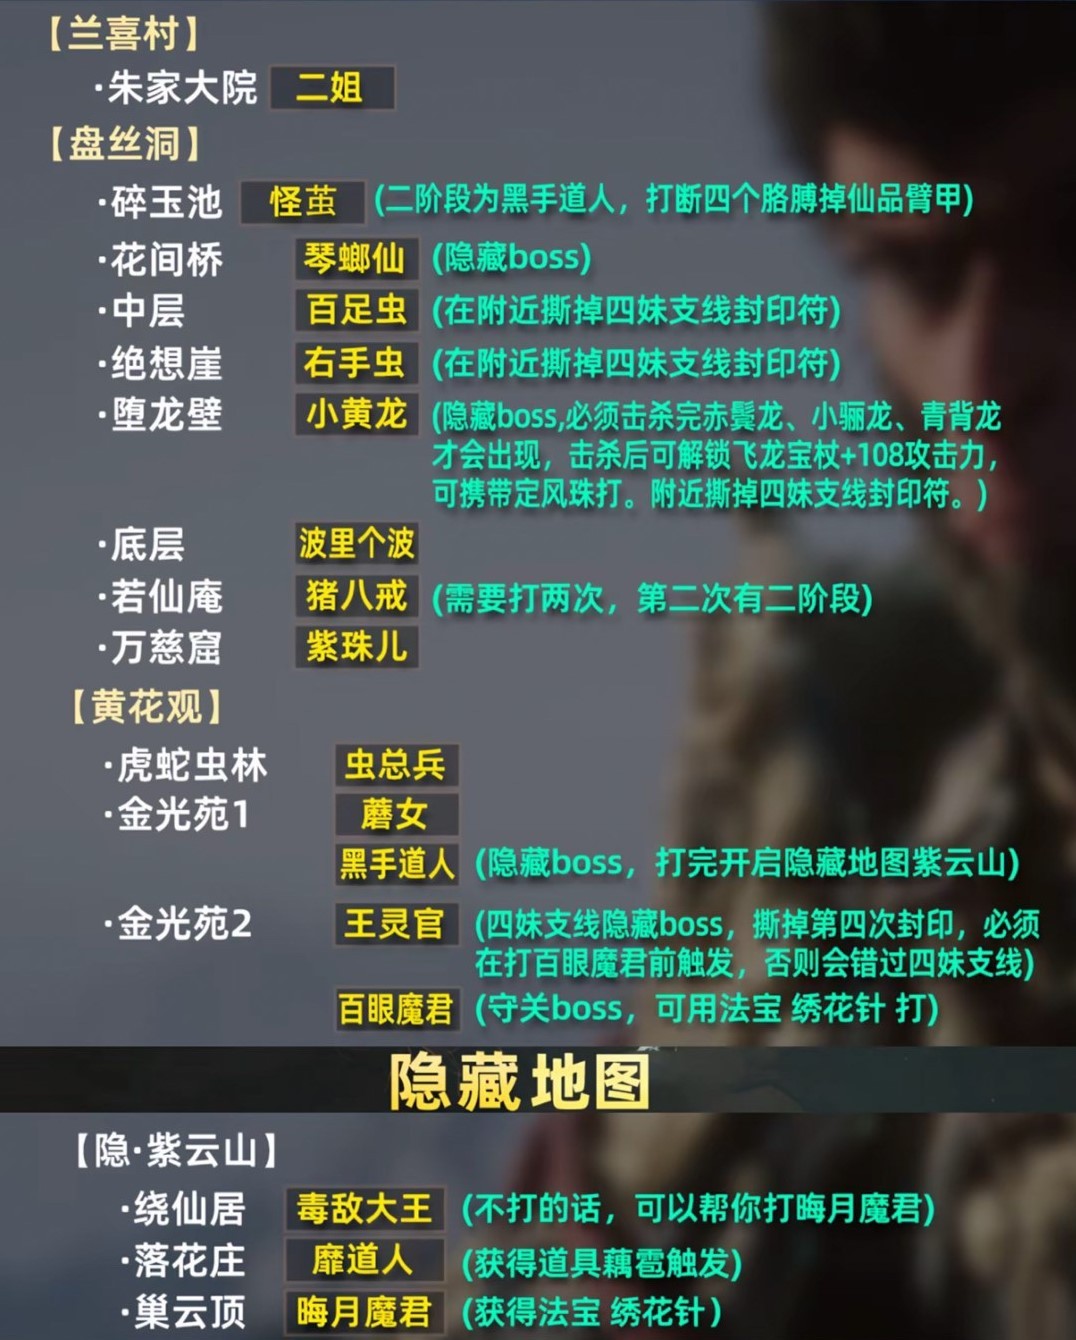 【兰喜村】
·朱家大院 二姐
【盘丝洞】
·碎玉池 怪茧 (二阶段为黑手道人，打断四个胳膊掉仙品臂甲)
·花间桥 琴螂仙 (隐藏boss)
·中层 百足虫 (在附近撕掉四妹支线封印符)
·绝想崖 右手虫 (在附近撕掉四妹支线封印符)
·堕龙壁 小黄龙 (隐藏boss,必须击杀完赤鬓龙、小骊龙、青背龙
才会出现，击杀后可解锁飞龙宝杖+108攻击力，
可携带定风珠打。附近撕掉四妹支线封印符。)
·底层 波里个波
·若仙庵 猪八戒 (需要打两次，第二次有二阶段)
·万慈窟 紫珠儿
【黄花观】
·虎蛇虫林 虫总兵
·金光苑1 蘑女
黑手道人 (隐藏boss，打完开启隐藏地图紫云山)
·金光苑2 王灵官 (四妹支线隐藏boss，撕掉第四次封印，必须
在打百眼魔君前触发，否则会错过四妹支线)
百眼魔君 (守关boss，可用法宝 绣花针 打)
隐藏地图
【隐·紫云山】
·绕仙居 毒敌大王 (不打的话，可以帮你打晦月魔君)
·落花庄 靡道人 (获得道具藕雹触发)
·巢云顶 晦月魔君 (获得法宝 绣花针)